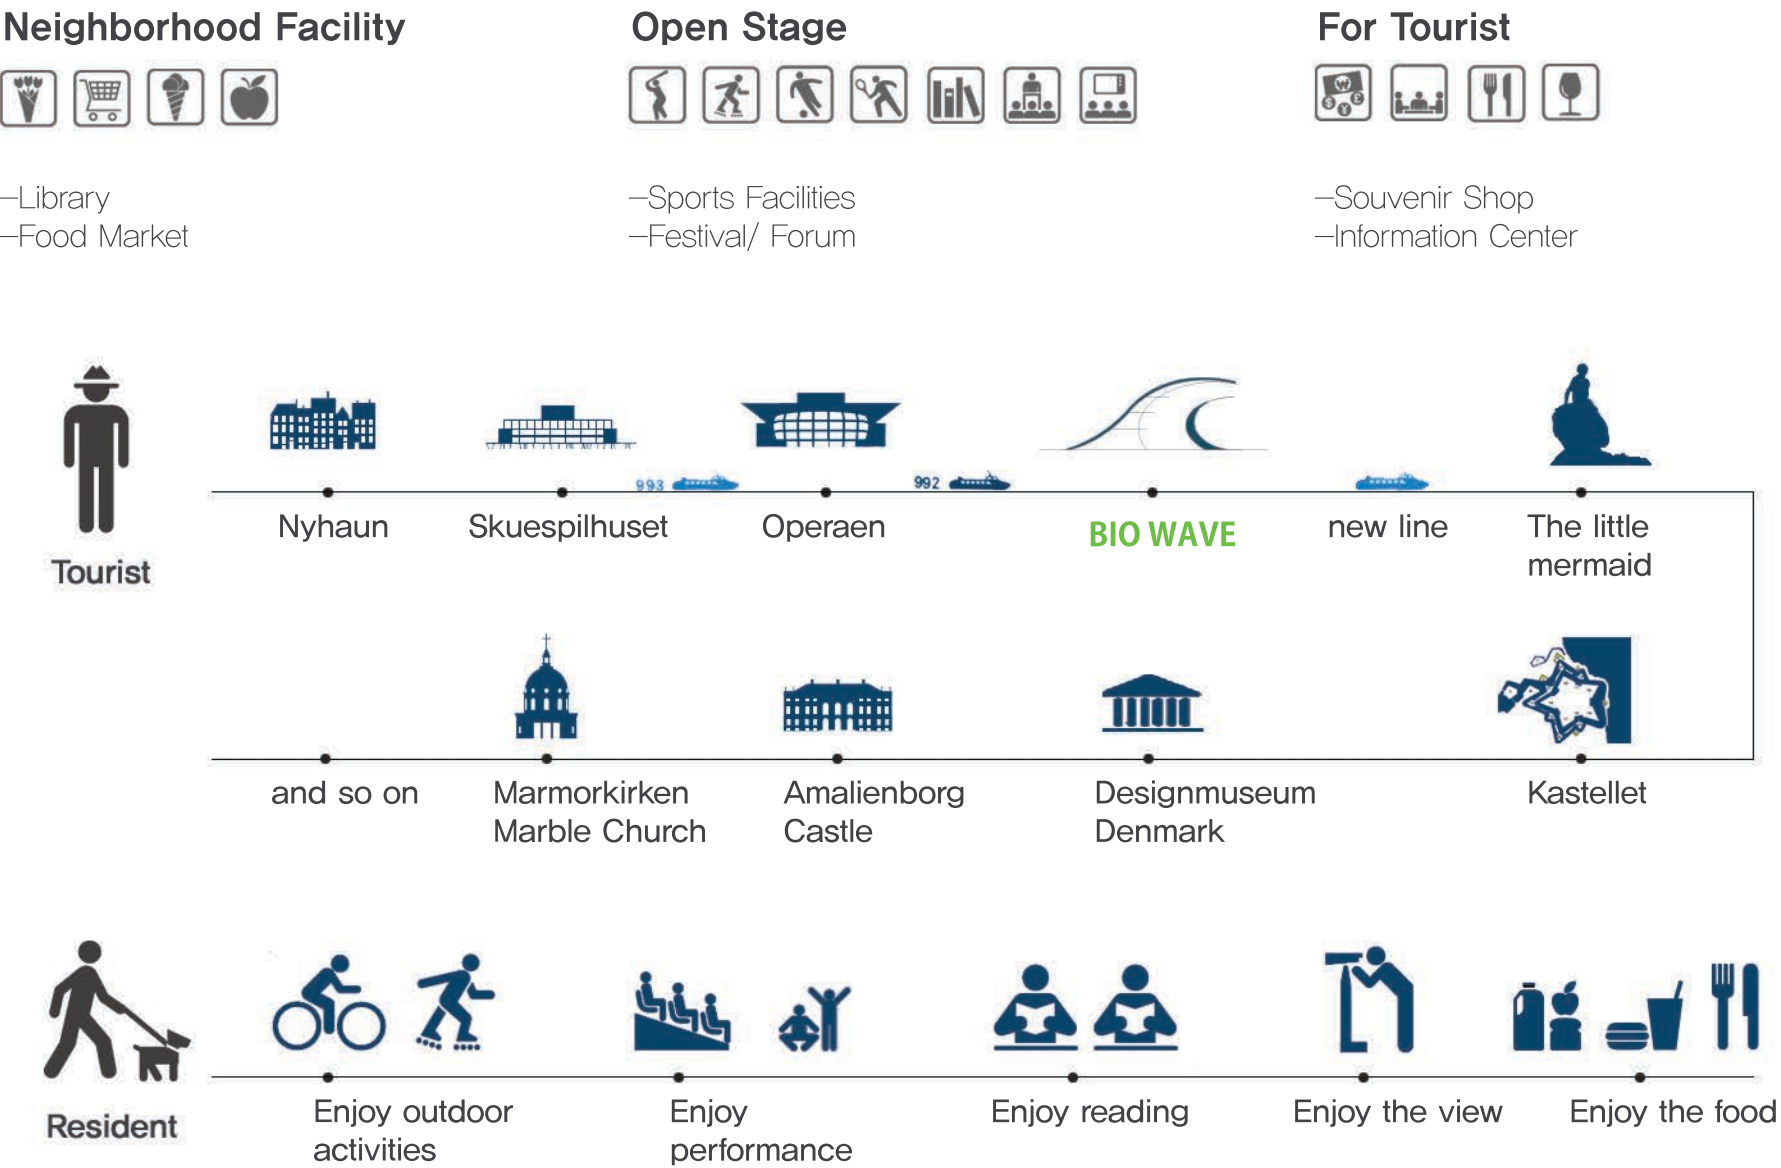 Neighborhood Facility
Open Stage
For Tourist
–Library
–Food Market
–Sports Facilities
–Festival/ Forum
–Souvenir Shop
–Information Center
993
992
Nyhaun
Skuespilhuset
Operaen
BIO WAVE
new line
The little
mermaid
Tourist
and so on
Marmorkirken
Marble Church
Amalienborg
Castle
Designmuseum
Denmark
Kastellet
Resident
Enjoy outdoor
activities
Enjoy
performance
Enjoy reading
Enjoy the view
Enjoy the food